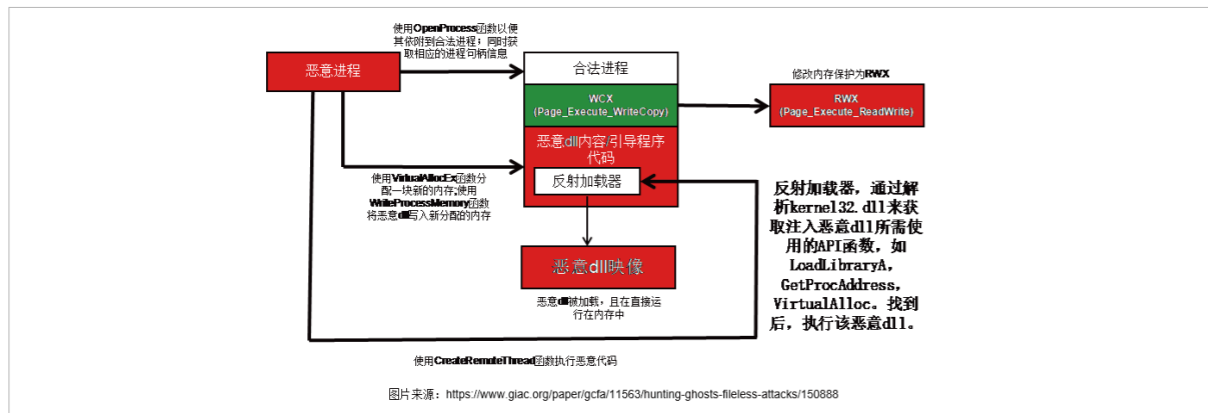 使用OpenProcess函数以便
其依附到合法进程；同时获
取相应的进程句柄信息
恶意进程
合法进程
WCX
(Page_Execute_WriteCopy)
修改内存保护为RWX
RWX
(Page_Execute_ReadWrite)
恶意dll内容/引导程序
代码
反射加载器
使用VirtualAllocEx函数分
配一块新的内存;使用
WriteProcessMemory函数
将恶意dll写入新分配的内存
反射加载器，通过解
析kernel32.dll来获
取注入恶意dll所需使
用的API函数，如
LoadLibraryA，
GetProcAddress，
VirtualAlloc。找到
后，执行该恶意dll。
恶意dll映像
恶意dll被加载，且在直接运
行在内存中
使用CreateRemoteThread函数执行恶意代码
图片来源：https://www.giac.org/paper/gcfa/11563/hunting-ghosts-fileless-attacks/150888